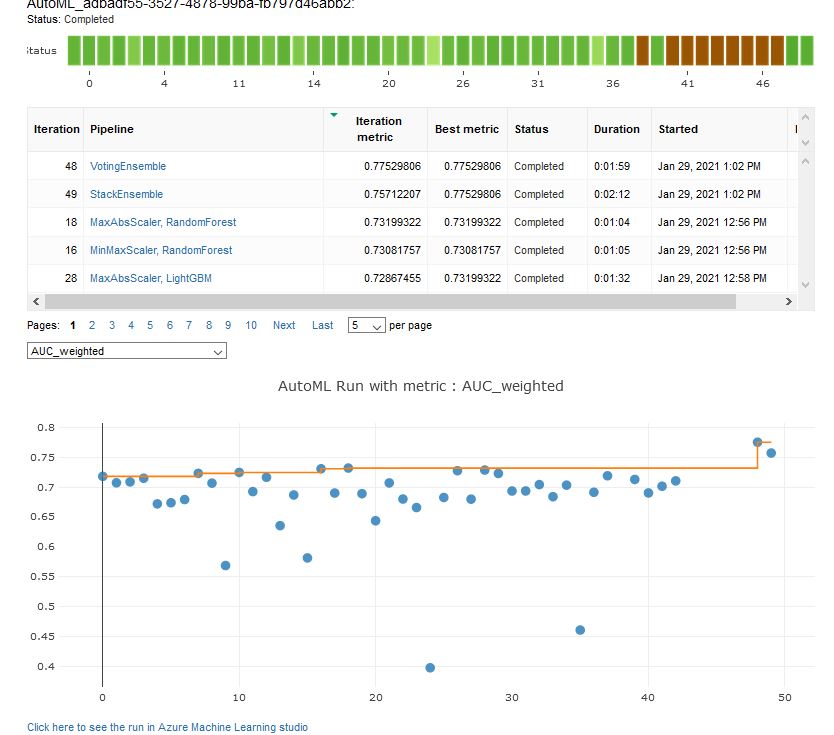 AutoML_adbadf55-3527-4878-99ba-fb797d46abb2:
Status: Completed
Status
0 4 11 14 20 26 31 36 41 46
Iteration Pipeline Iteration metric Best metric Status Duration Started
48 VotingEnsemble 0.77529806 0.77529806 Completed 0:01:59 Jan 29, 2021 1:02 PM
49 StackEnsemble 0.75712207 0.77529806 Completed 0:02:12 Jan 29, 2021 1:02 PM
18 MaxAbsScaler, RandomForest 0.73199322 0.73199322 Completed 0:01:04 Jan 29, 2021 12:56 PM
16 MinMaxScaler, RandomForest 0.73081757 0.73081757 Completed 0:01:05 Jan 29, 2021 12:56 PM
28 MaxAbsScaler, LightGBM 0.72867455 0.73199322 Completed 0:01:32 Jan 29, 2021 12:58 PM
Pages: 1 2 3 4 5 6 7 8 9 10 Next Last 5 per page
AUC_weighted
AutoML Run with metric : AUC_weighted
0.8
0.75
0.7
0.65
0.6
0.55
0.5
0.45
0.4
0 10 20 30 40 50
Click here to see the run in Azure Machine Learning studio